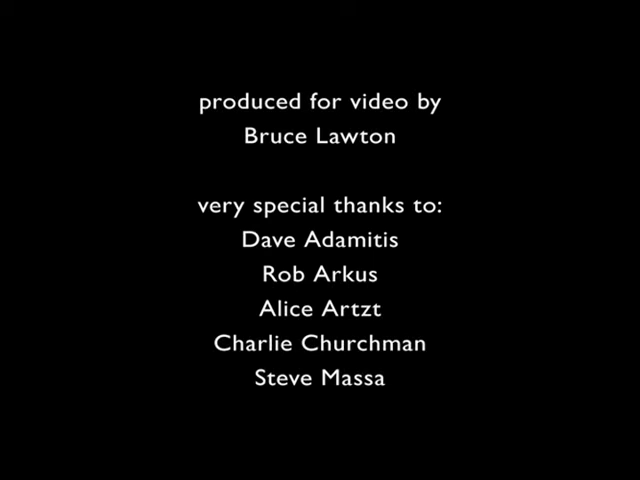 produced for video by
Bruce Lawton
very special thanks to:
Dave Adamitis
Rob Arkus
Alice Artzt
Charlie Churchman
Steve Massa